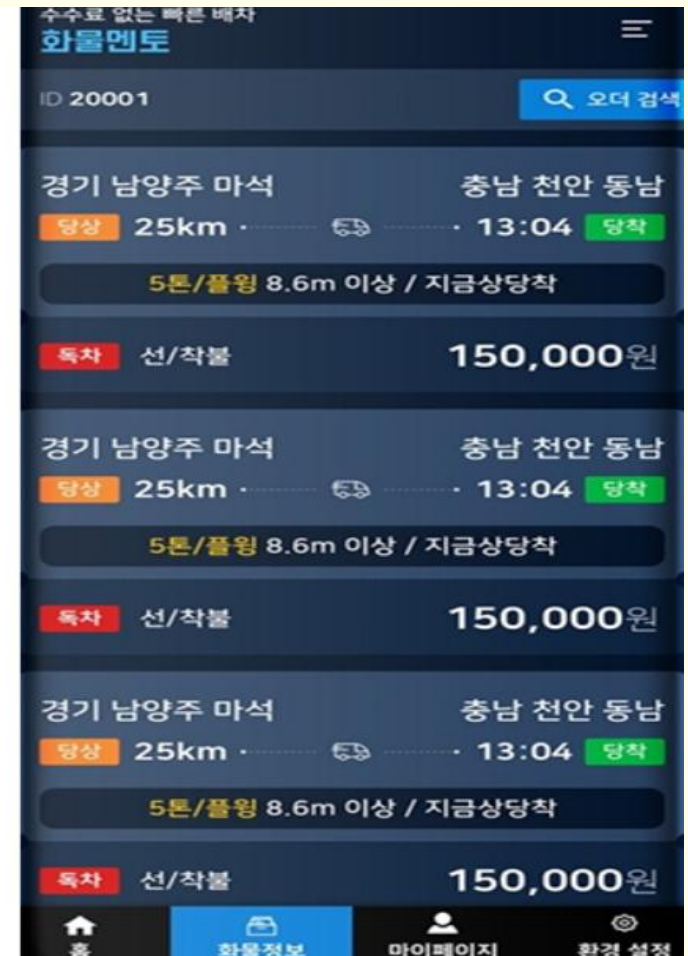 수수료 없는 빠른 배차
화물멘토
ID 20001
오더 검색
경기 남양주 마석 충남 천안 동남
당상 25km 13:04 당착
5톤/플윙 8.6m 이상 / 지금상당착
독차 선/착불 150,000원
경기 남양주 마석 충남 천안 동남
당상 25km 13:04 당착
5톤/플윙 8.6m 이상 / 지금상당착
독차 선/착불 150,000원
경기 남양주 마석 충남 천안 동남
당상 25km 13:04 당착
5톤/플윙 8.6m 이상 / 지금상당착
독차 선/착불 150,000원
홈 화물정보 마이페이지 환경 설정